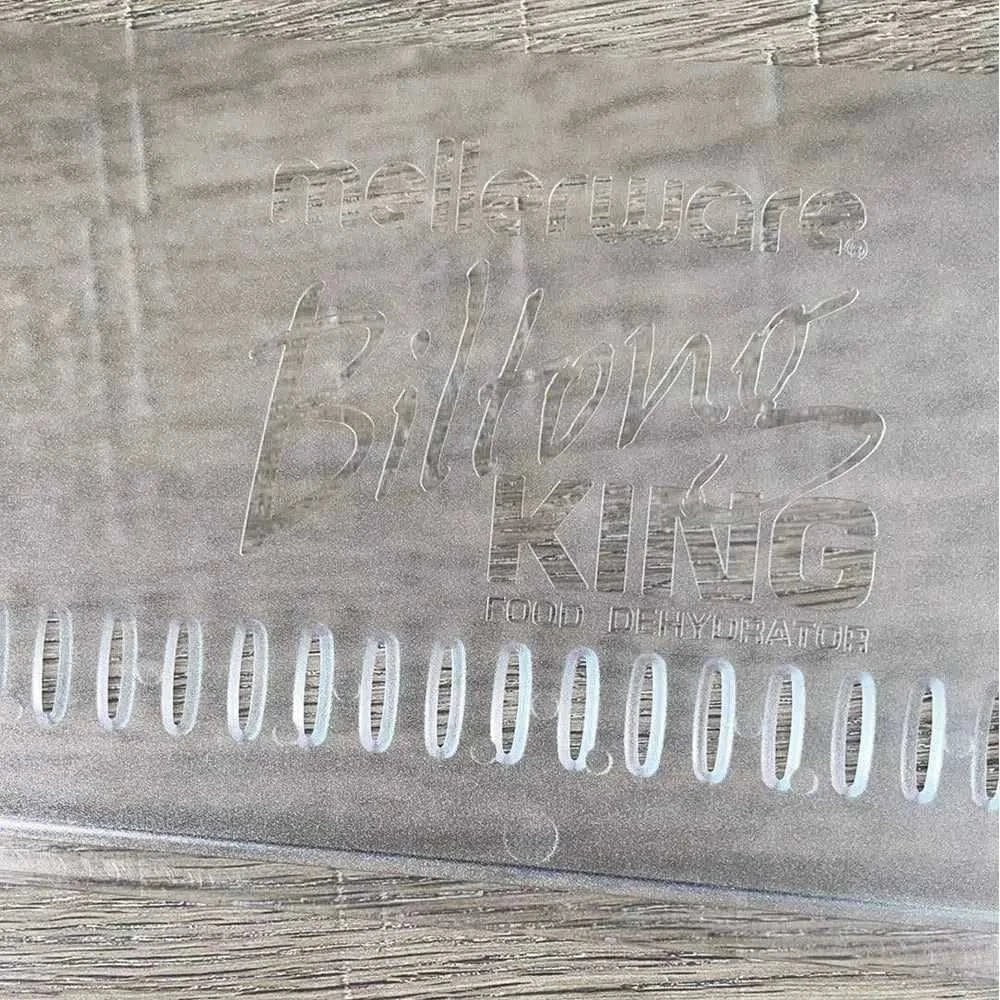 mellerware®
Biltong
KING
FOOD DEHYDRATOR